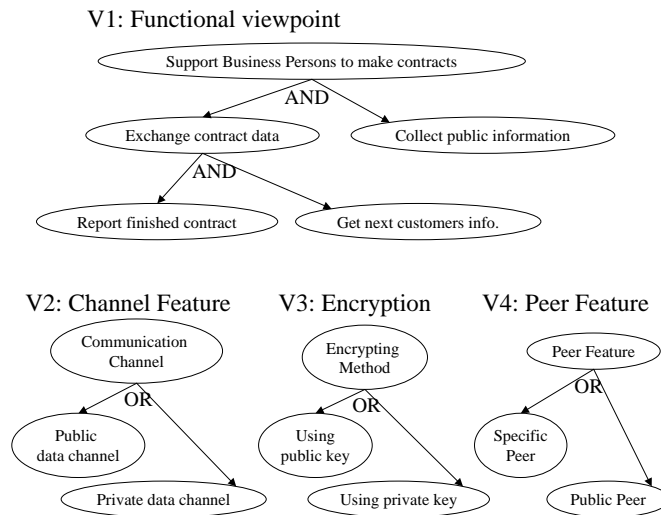 V1: Functional viewpoint
Support Business Persons to make contracts
AND
Exchange contract data
Collect public information
AND
Report finished contract
Get next customers info.
V2: Channel Feature
V3: Encryption
V4: Peer Feature
Communication
Channel
Encrypting
Method
Peer Feature
OR
OR
OR
Public
data channel
Using
public key
Specific
Peer
Private data channel
Using private key
Public Peer